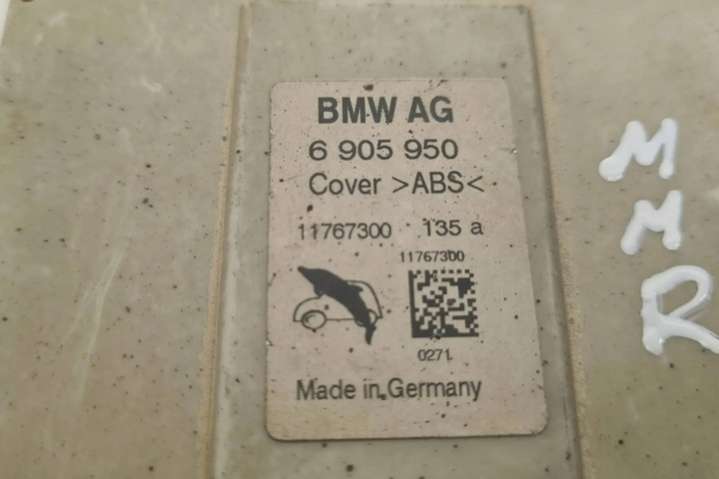 BMW AG
6 905 950
Cover >ABS<
11767300 135 a
11767300
0271
Made in Germany
M
M
R